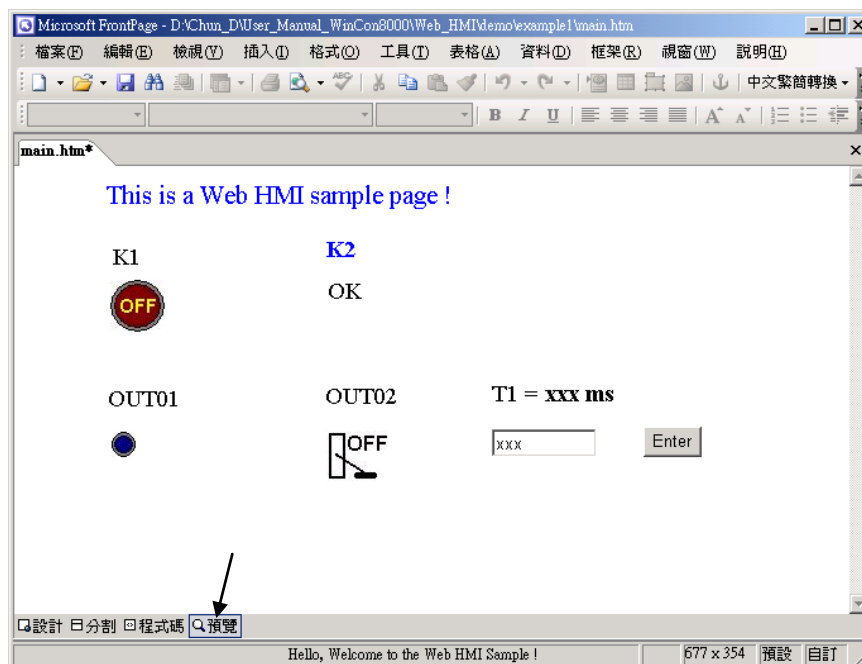 Microsoft FrontPage - D:\Chun_D\User_Manual_WinCon8000\Web_HMI\demo\example1\main.htm
檔案(F) 編輯(E) 檢視(V) 插入(I) 格式(O) 工具(T) 表格(A) 資料(D) 框架(R) 視窗(W) 說明(H)
ABC 中文繁簡轉換
B I U A A
main.htm*
This is a Web HMI sample page !
K1 K2
OFF OK
OUT01 OUT02 T1 = xxx ms
OFF xxx Enter
設計 分割 程式碼 預覽
Hello, Welcome to the Web HMI Sample ! 677 x 354 預設 自訂